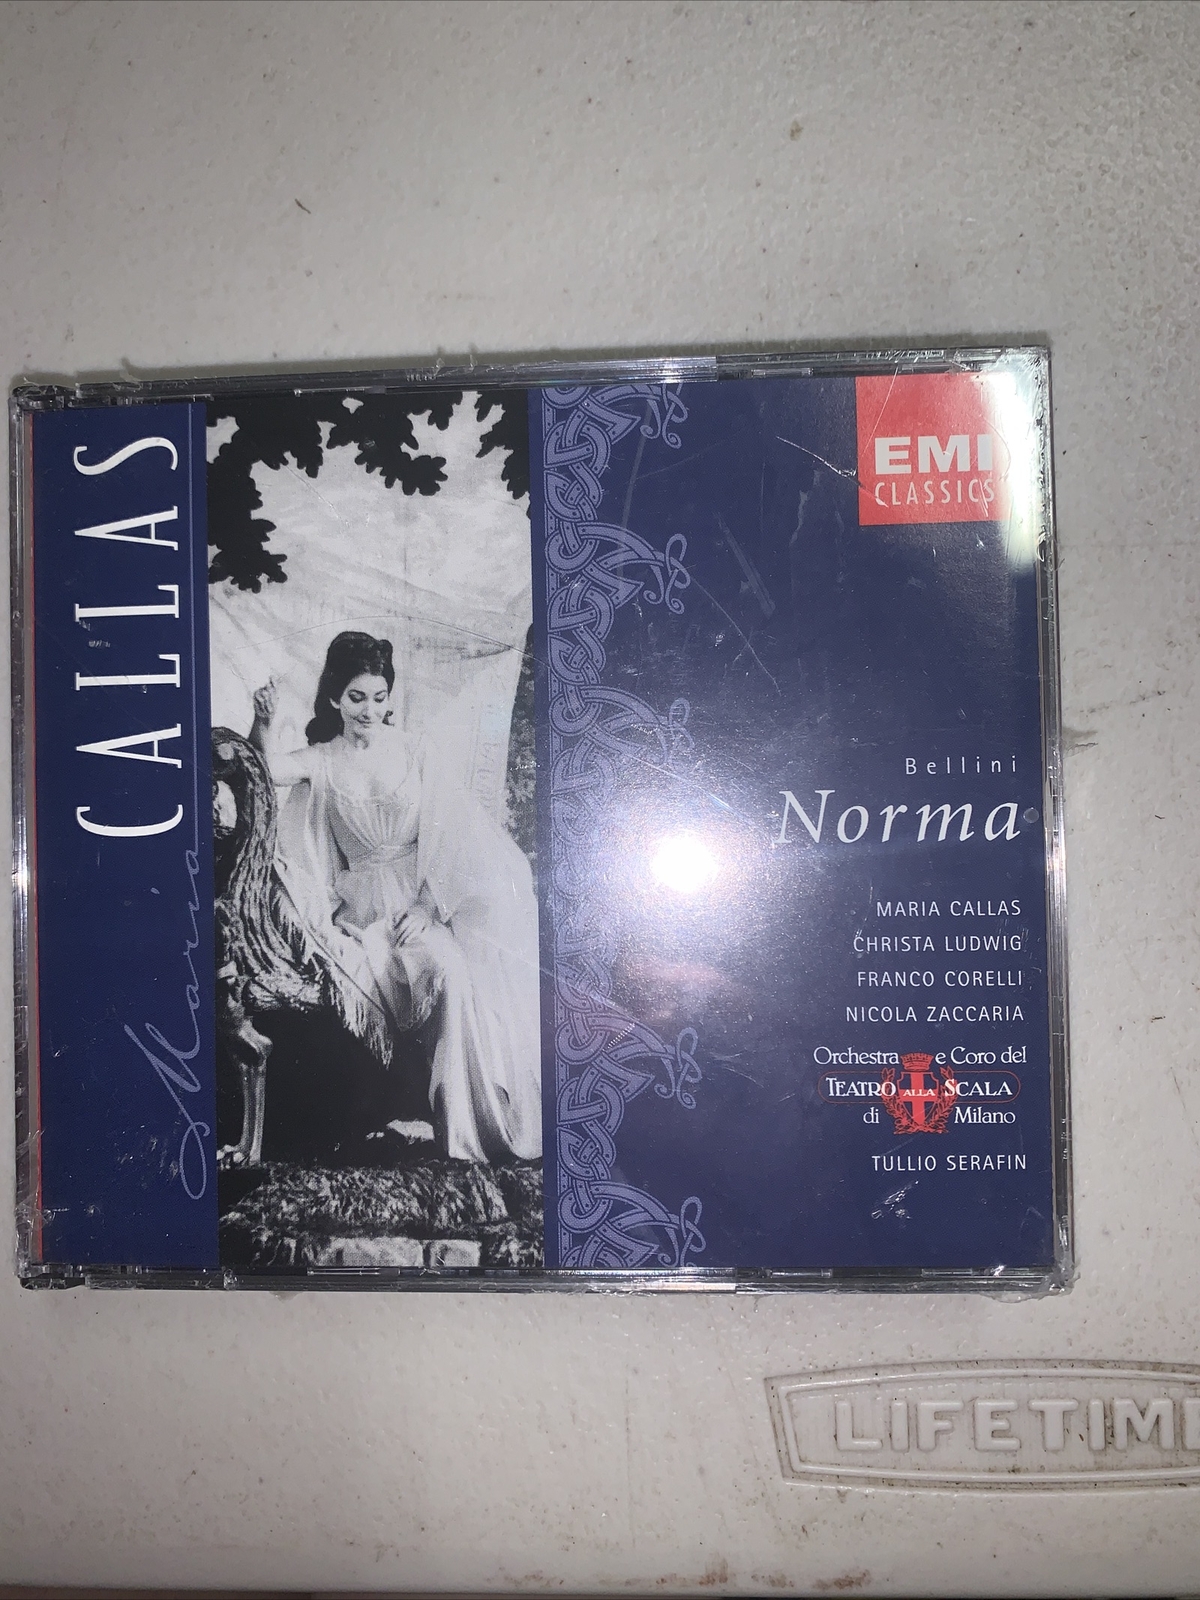 CALLAS
Maria
EMI
CLASSICS
Bellini
Norma
MARIA CALLAS
CHRISTA LUDWIG
FRANCO CORELLI
NICOLA ZACCARIA
Orchestra e Coro del
TEATRO ALLA SCALA
di Milano
TULLIO SERAFIN
LIFETIM